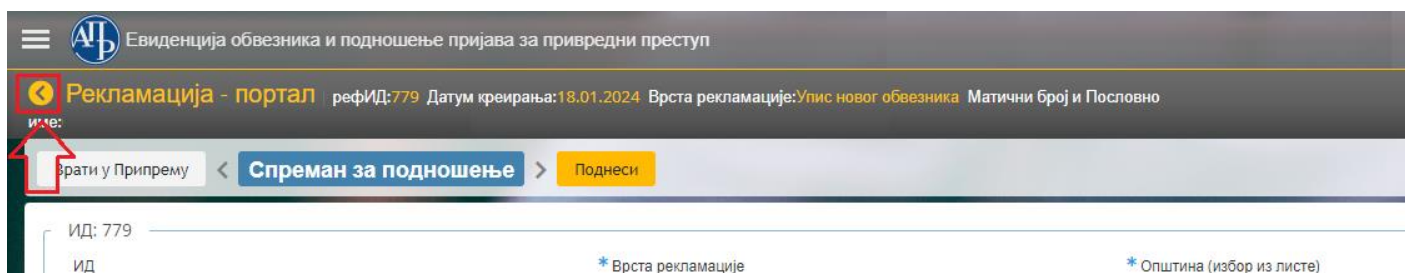 АПР Евиденција обвезника и подношење пријава за привредни преступ
Рекламација - портал рефИД:779 Датум креирања:18.01.2024 Врста рекламације:Упис новог обвезника Матични број и Пословно
име:
Врати у Припрему < Спреман за подношење > Поднеси
ИД: 779
ИД * Врста рекламације * Општина (избор из листе)